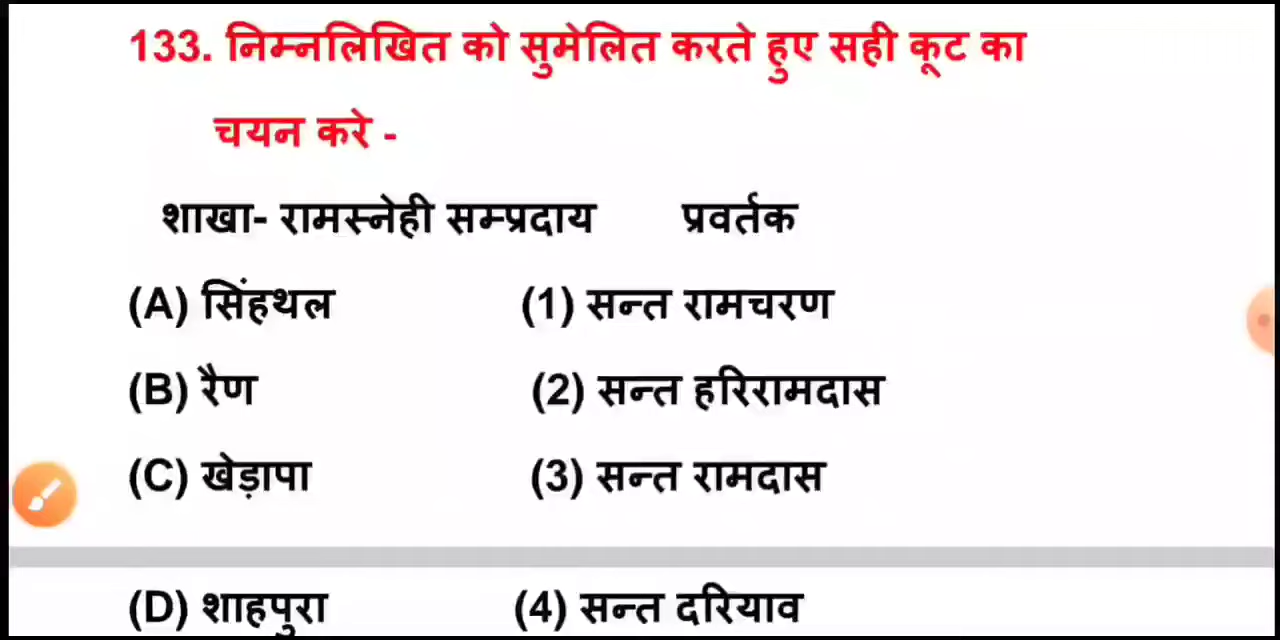 133. निम्नलिखित को सुमेलित करते हुए सही कूट का
चयन करे -
शाखा- रामस्नेही सम्प्रदाय प्रवर्तक
(A) सिंहथल (1) सन्त रामचरण
(B) रैण (2) सन्त हरिरामदास
(C) खेड़ापा (3) सन्त रामदास
(D) शाहपुरा (4) सन्त दरियाव